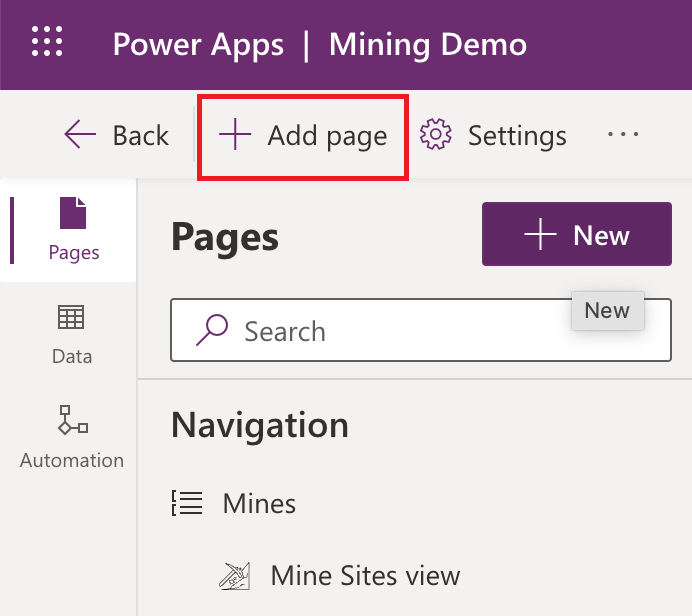 Power Apps | Mining Demo
Back
Add page
Settings
Pages
Data
Automation
Pages
New
Search
New
Navigation
Mines
Mine Sites view